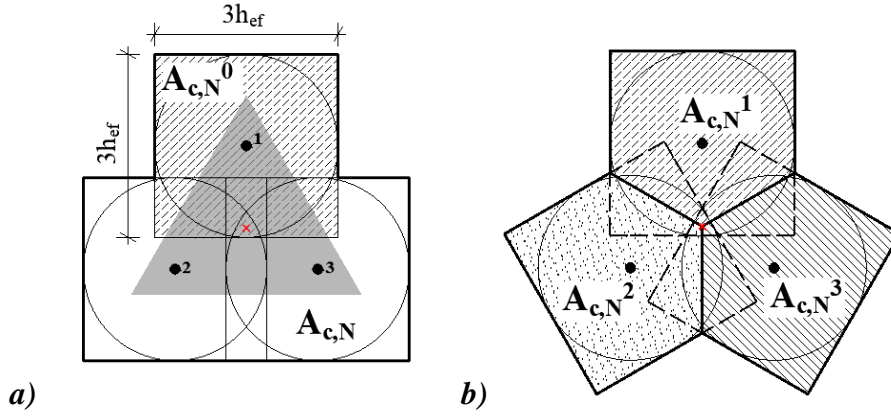 3h_ef
3h_ef
A_c,N^0
1
2
3
A_c,N
a)
A_c,N^1
A_c,N^2
A_c,N^3
b)